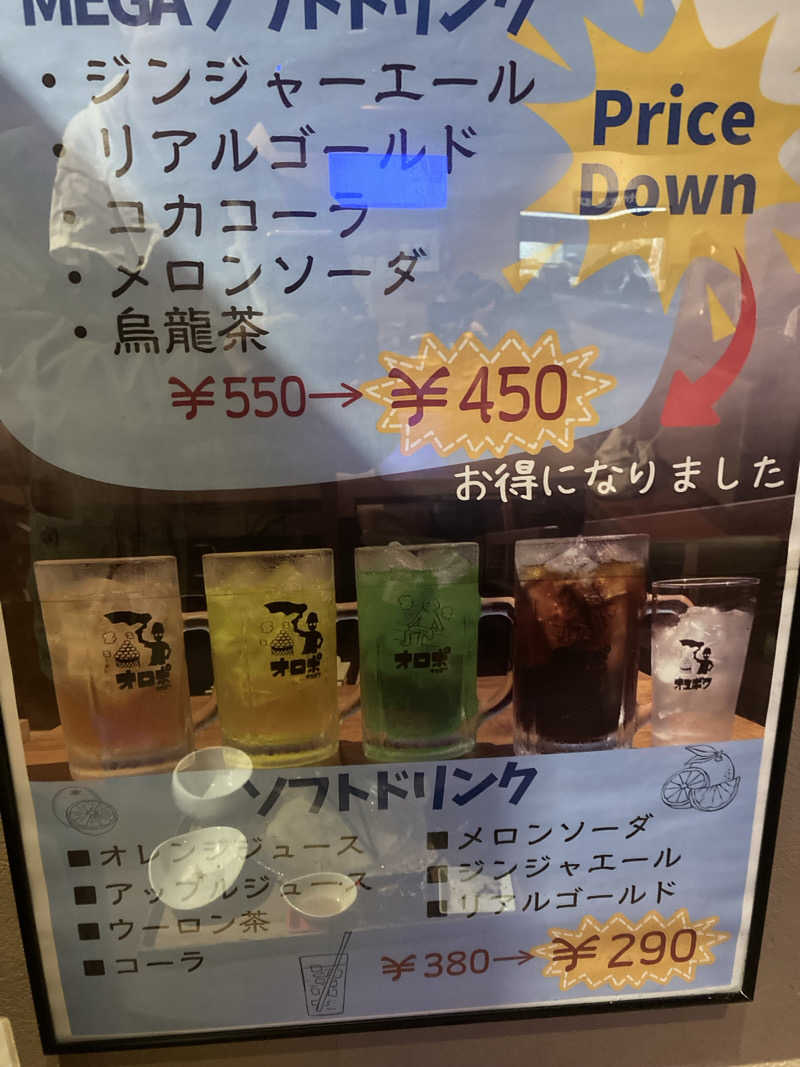 MEGA ソフトドリンク
・ジンジャーエール
・リアルゴールド
・コカコーラ
・メロンソーダ
・烏龍茶
¥550→¥450
Price
Down
お得になりました
オロポ
オロポ
オロポ
ソフトドリンク
■オレンジジュース
■アップルジュース
■ウーロン茶
■コーラ
■メロンソーダ
■ジンジャエール
■リアルゴールド
¥380→¥290